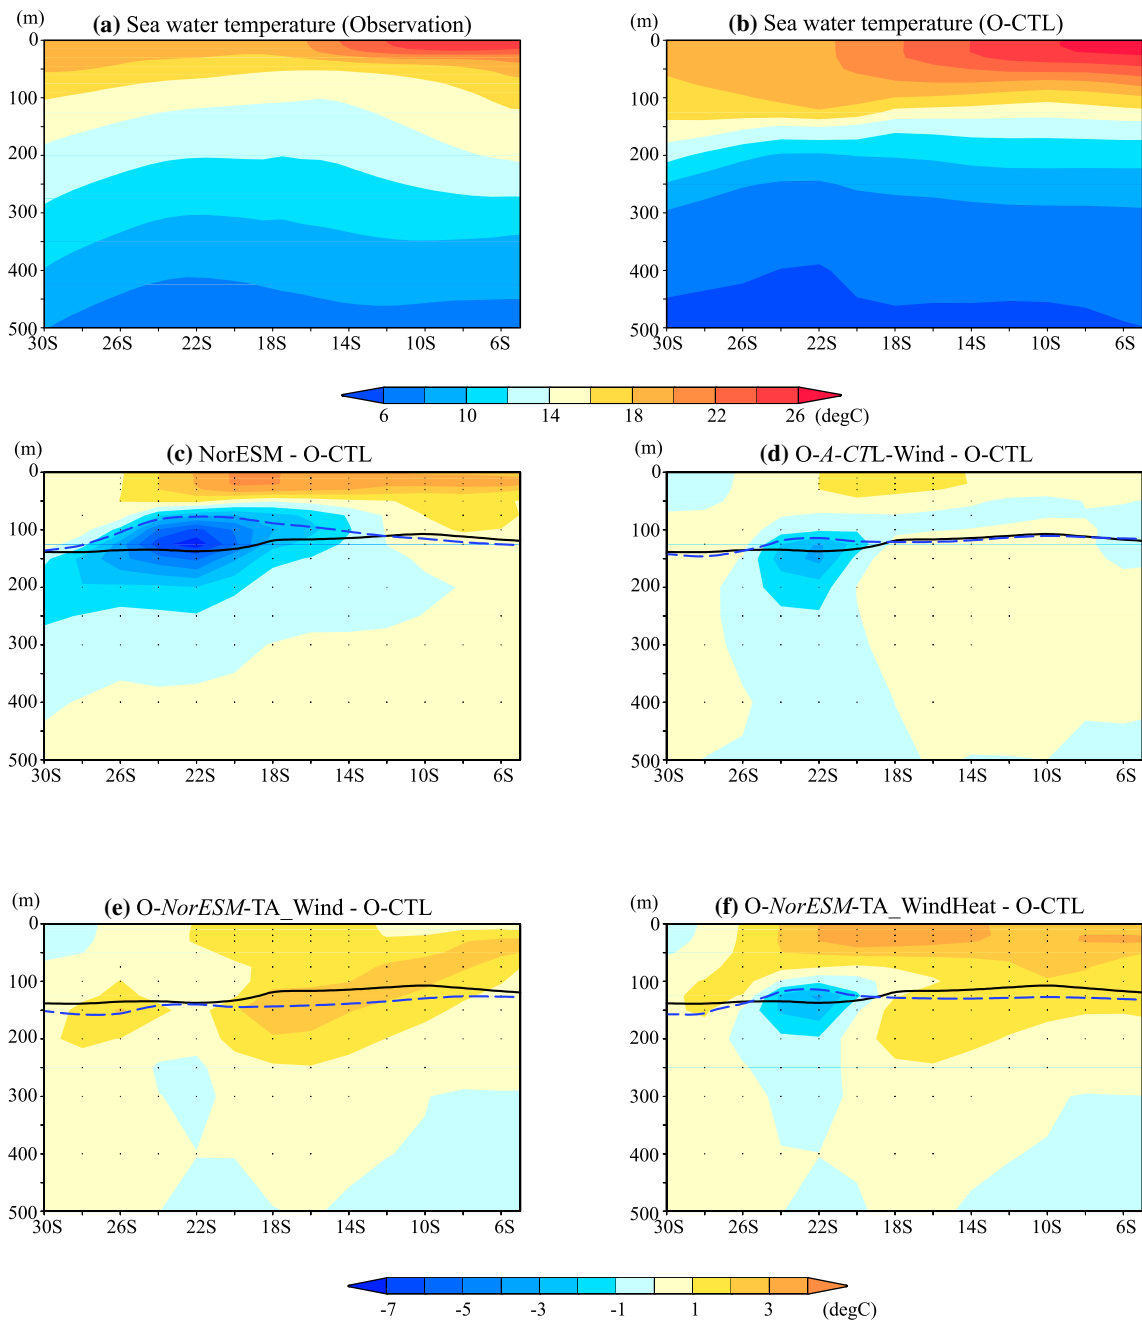 (m) (a) Sea water temperature (Observation)
0
100
200
300
400
500
30S 26S 22S 18S 14S 10S 6S
(m) (b) Sea water temperature (O-CTL)
0
100
200
300
400
500
30S 26S 22S 18S 14S 10S 6S
6 10 14 18 22 26 (degC)
(m) (c) NorESM - O-CTL
0
100
200
300
400
500
30S 26S 22S 18S 14S 10S 6S
(m) (d) O-A-CTL-Wind - O-CTL
0
100
200
300
400
500
30S 26S 22S 18S 14S 10S 6S
(m) (e) O-NorESM-TA_Wind - O-CTL
0
100
200
300
400
500
30S 26S 22S 18S 14S 10S 6S
(m) (f) O-NorESM-TA_WindHeat - O-CTL
0
100
200
300
400
500
30S 26S 22S 18S 14S 10S 6S
-7 -5 -3 -1 1 3 (degC)